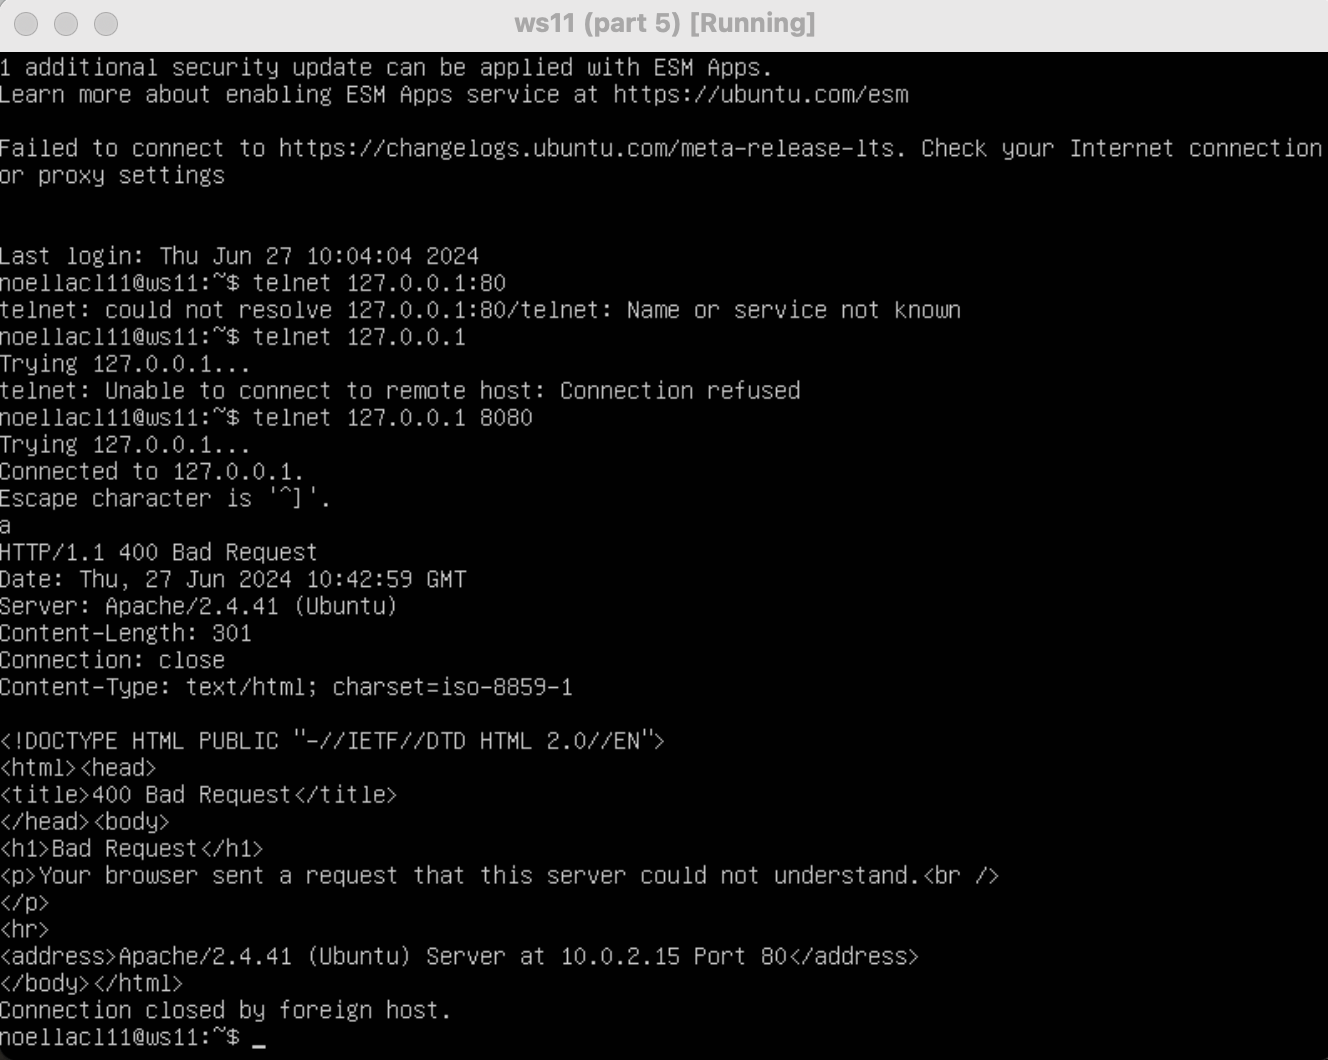 ws11 (part 5) [Running]
1 additional security update can be applied with ESM Apps.
Learn more about enabling ESM Apps service at https://ubuntu.com/esm
Failed to connect to https://changelogs.ubuntu.com/meta-release-lts. Check your Internet connection
or proxy settings
Last login: Thu Jun 27 10:04:04 2024
noellacl11@ws11:~$ telnet 127.0.0.1:80
telnet: could not resolve 127.0.0.1:80/telnet: Name or service not known
noellacl11@ws11:~$ telnet 127.0.0.1
Trying 127.0.0.1...
telnet: Unable to connect to remote host: Connection refused
noellacl11@ws11:~$ telnet 127.0.0.1 8080
Trying 127.0.0.1...
Connected to 127.0.0.1.
Escape character is '^]'.
a
HTTP/1.1 400 Bad Request
Date: Thu, 27 Jun 2024 10:42:59 GMT
Server: Apache/2.4.41 (Ubuntu)
Content-Length: 301
Connection: close
Content-Type: text/html; charset=iso-8859-1
<!DOCTYPE HTML PUBLIC "-//IETF//DTD HTML 2.0//EN">
<html><head>
<title>400 Bad Request</title>
</head><body>
<h1>Bad Request</h1>
<p>Your browser sent a request that this server could not understand.<br />
</p>
<hr>
<address>Apache/2.4.41 (Ubuntu) Server at 10.0.2.15 Port 80</address>
</body></html>
Connection closed by foreign host.
noellacl11@ws11:~$ _